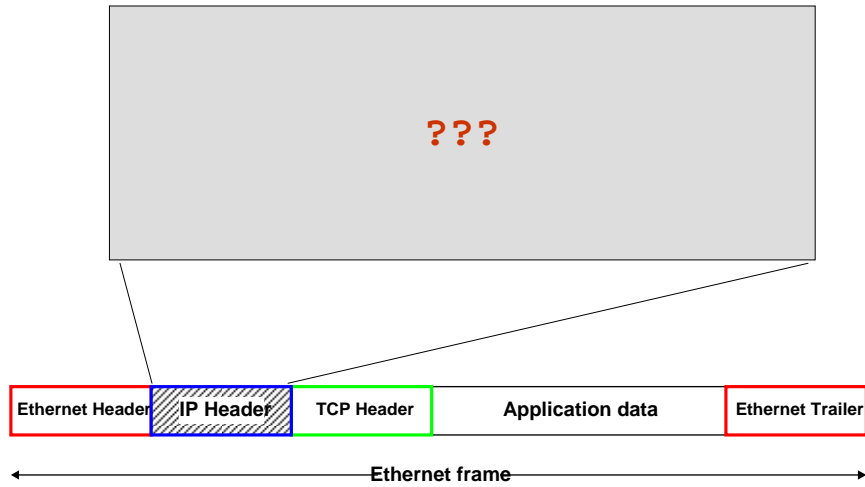 ???
Ethernet Header IP Header TCP Header Application data Ethernet Trailer
Ethernet frame